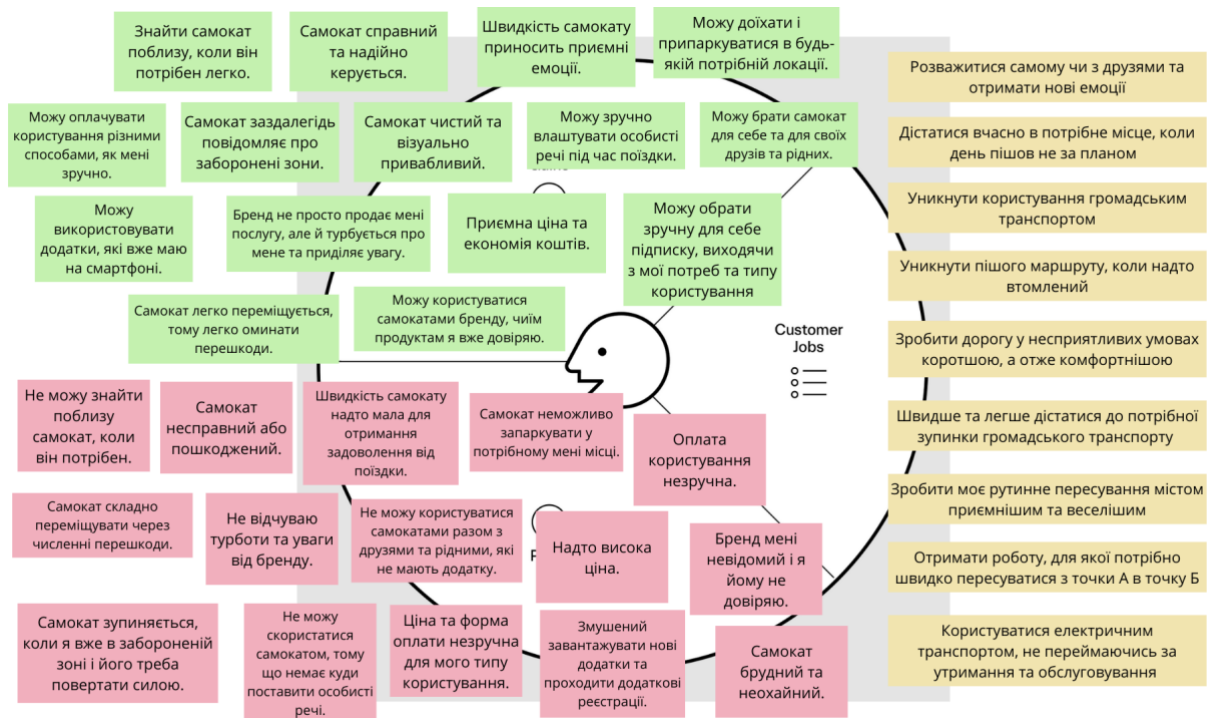 Знайти самокат
поблизу, коли він
потрібен легко.
Самокат справний
та надійно
керується.
Швидкість самокату
приносить приємні
емоції.
Можу доїхати і
припаркуватися в будь-
якій потрібній локації.
Можу оплачувати
користування різними
способами, як мені
зручно.
Самокат заздалегідь
повідомляє про
заборонені зони.
Самокат чистий та
візуально
привабливий.
Можу зручно
влаштувати особисті
речі під час поїздки.
Можу брати самокат
для себе та для своїх
друзів та рідних.
Можу
використовувати
додатки, які вже маю
на смартфоні.
Бренд не просто продає мені
послугу, але й турбується про
мене та приділяє увагу.
Приємна ціна та
економія коштів.
Можу обрати
зручну для себе
підписку, виходячи
з мої потреб та типу
користування
Самокат легко переміщується,
тому легко оминати
перешкоди.
Можу користуватися
самокатами бренду, чиїм
продуктам я вже довіряю.
Customer
Jobs
Не можу знайти
поблизу
самокат, коли
він потрібен.
Самокат
несправний або
пошкоджений.
Швидкість самокату
надто мала для
отримання
задоволення від
поїздки.
Самокат неможливо
запаркувати у
потрібному мені місці.
Оплата
користування
незручна.
Самокат складно
переміщувати через
численні перешкоди.
Не відчуваю
турботи та уваги
від бренду.
Не можу користуватися
самокатами разом з
друзями та рідними, які
не мають додатку.
Надто висока
ціна.
Бренд мені
невідомий і я
йому не
довіряю.
Самокат зупиняється,
коли я вже в забороненій
зоні і його треба
повертати силою.
Не можу
скористатися
самокатом, тому
що немає куди
поставити особисті
речі.
Ціна та форма
оплати незручна
для мого типу
користування.
Змушений
завантажувати нові
додатки та
проходити додаткові
реєстрації.
Самокат
брудний та
неохайний.
Розважитися самому чи з друзями та
отримати нові емоції
Дістатися вчасно в потрібне місце, коли
день пішов не за планом
Уникнути користування громадським
транспортом
Уникнути пішого маршруту, коли надто
втомлений
Зробити дорогу у несприятливих умовах
коротшою, а отже комфортнішою
Швидше та легше дістатися до потрібної
зупинки громадського транспорту
Зробити моє рутинне пересування містом
приємнішим та веселішим
Отримати роботу, для якої потрібно
швидко пересуватися з точки А в точку Б
Користуватися електричним
транспортом, не переймаючись за
утримання та обслуговування